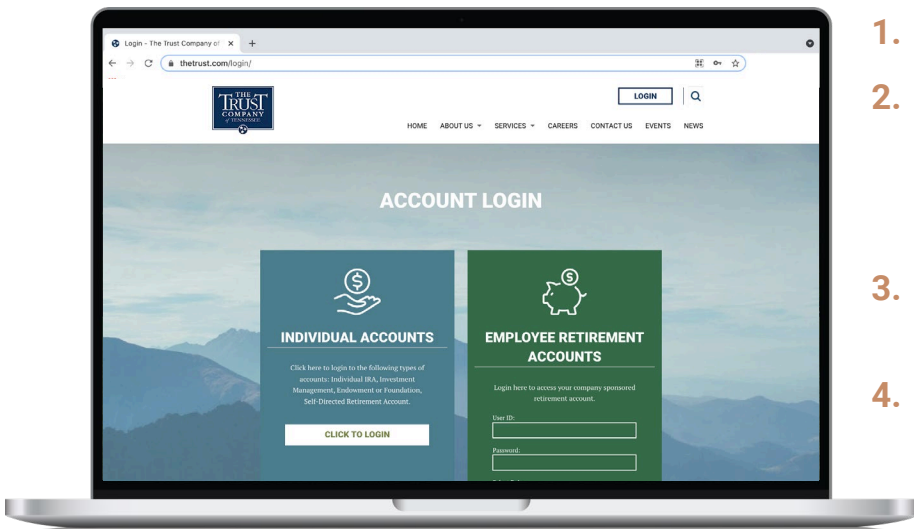 Login - The Trust Company of
thetrust.com/login/
THE
TRUST
COMPANY
of TENNESSEE
LOGIN
HOME ABOUT US SERVICES CAREERS CONTACT US EVENTS NEWS
ACCOUNT LOGIN
INDIVIDUAL ACCOUNTS
Click here to login to the following types of
accounts: Individual IRA, Investment
Management, Endowment or Foundation,
Self-Directed Retirement Account.
CLICK TO LOGIN
EMPLOYEE RETIREMENT
ACCOUNTS
Login here to access your company sponsored
retirement account.
User ID:
Password:
1.
2.
3.
4.